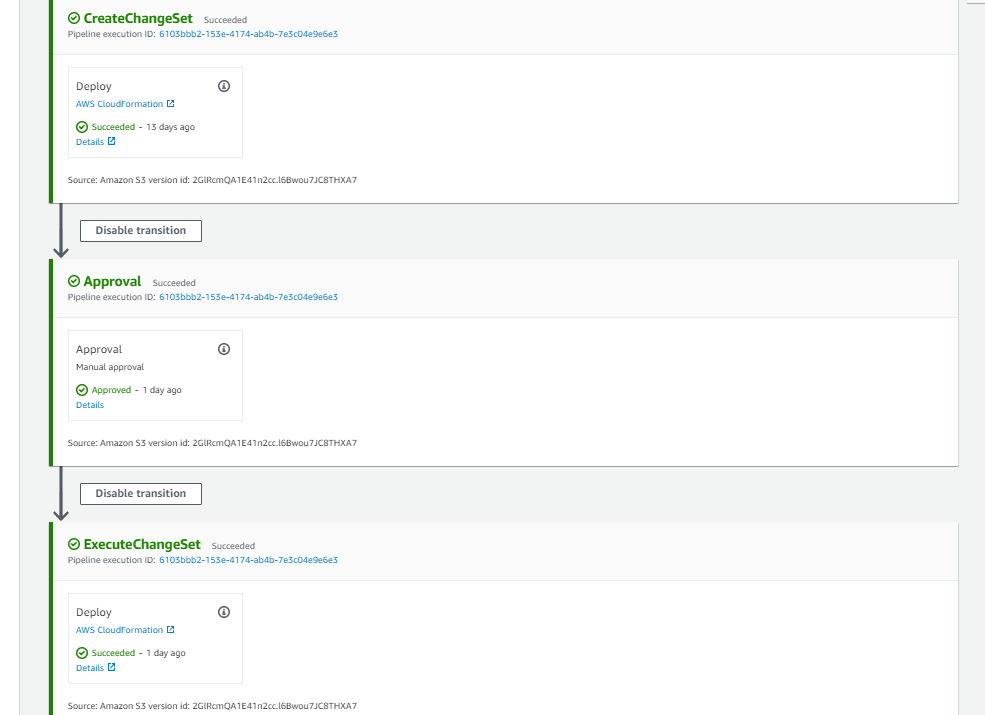 CreateChangeSet Succeeded
Pipeline execution ID: 6103bbb2-153e-4174-ab4b-7e3c04e9e6e3
Deploy
AWS CloudFormation
Succeeded - 13 days ago
Details
Source: Amazon S3 version id: 2GlRcmQA1E41n2cc.l6Bwou7JC8THXA7
Disable transition
Approval Succeeded
Pipeline execution ID: 6103bbb2-153e-4174-ab4b-7e3c04e9e6e3
Approval
Manual approval
Approved - 1 day ago
Details
Source: Amazon S3 version id: 2GlRcmQA1E41n2cc.l6Bwou7JC8THXA7
Disable transition
ExecuteChangeSet Succeeded
Pipeline execution ID: 6103bbb2-153e-4174-ab4b-7e3c04e9e6e3
Deploy
AWS CloudFormation
Succeeded - 1 day ago
Details
Source: Amazon S3 version id: 2GlRcmQA1E41n2cc.l6Bwou7JC8THXA7